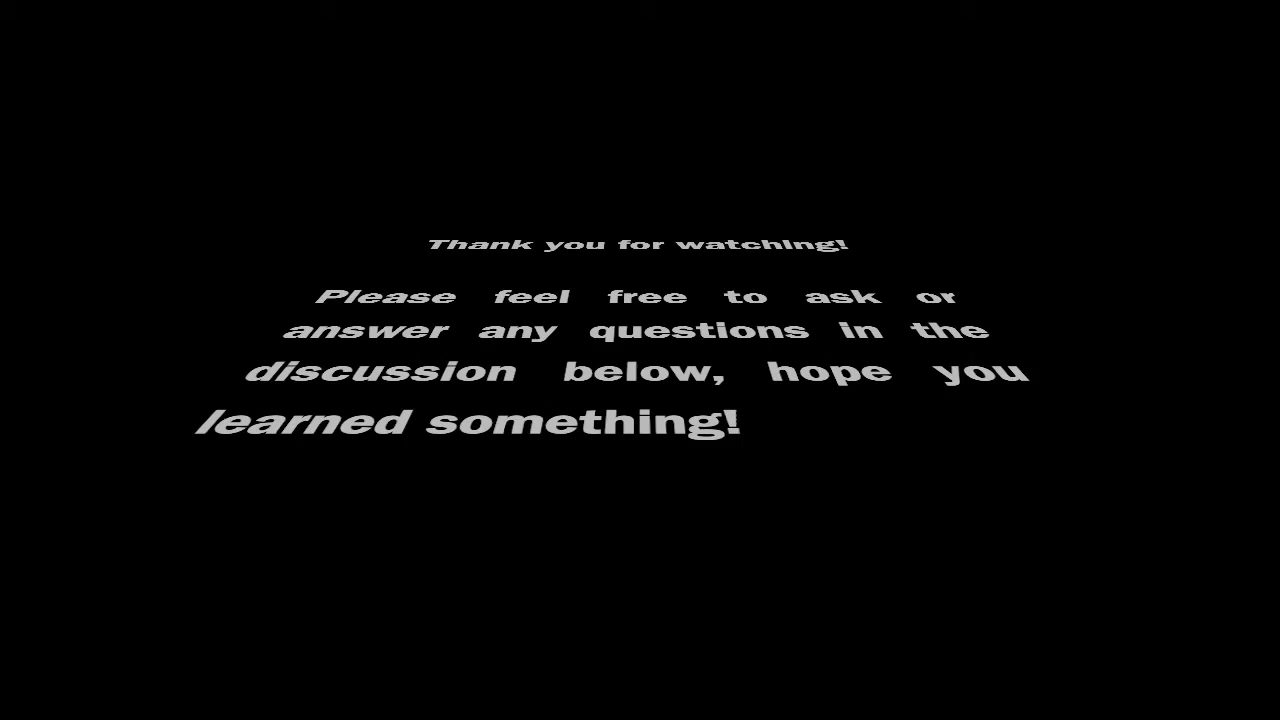 Thank you for watching!
Please feel free to ask or
answer any questions in the
discussion below, hope you
learned something!